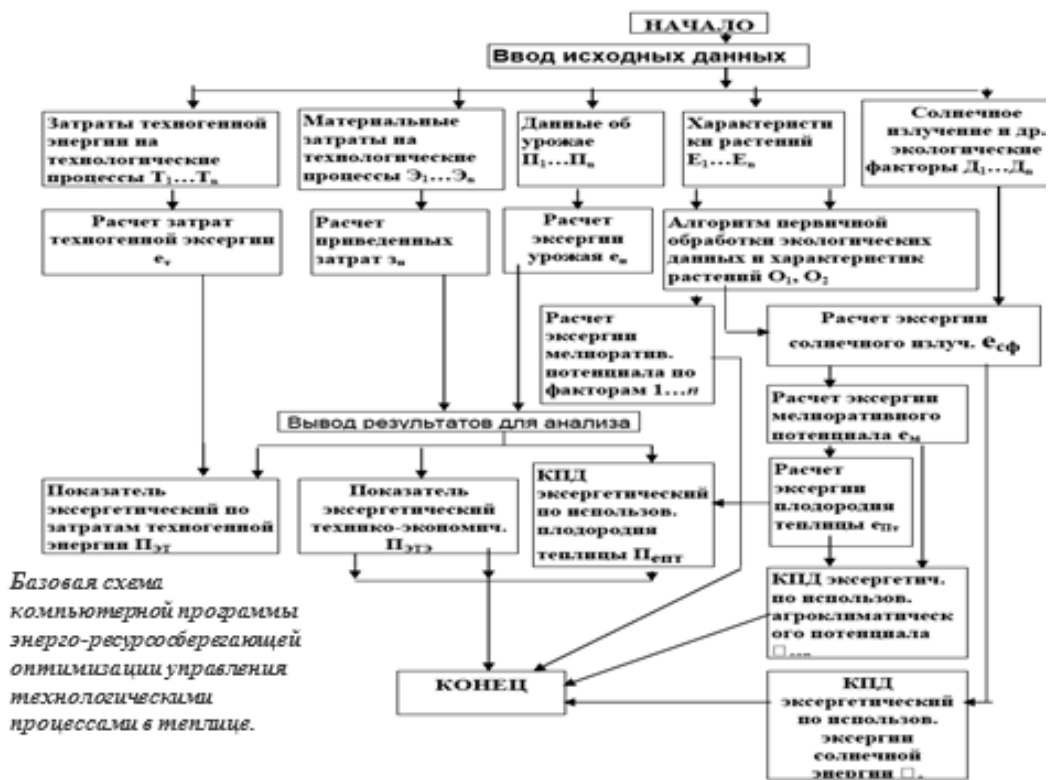 НАЧАЛО
Ввод исходных данных
Затраты техногенной
энергии на
технологические
процессы Т₁…Тₙ
Материальные
затраты на
технологические
процессы Э₁…Эₙ
Данные об
урожае
П₁…Пₙ
Характеристи
ки растений
Е₁…Еₙ
Солнечное
излучение и др.
экологические
факторы Д₁…Дₙ
Расчет затрат
техногенной эксергии
eт
Расчет
приведенных
затрат зп
Расчет
эксергии
урожая eп
Алгоритм первичной
обработки экологических
данных и характеристик
растений О₁, О₂
Расчет
эксергии
мелиоратив.
потенциала по
факторам 1…n
Расчет эксергии
солнечного излуч. eсф
Расчет эксергии
мелиоративного
потенциала eм
Вывод результатов для анализа
Показатель
эксергетический по
затратам техногенной
энергии Пэт
Показатель
эксергетический
технико-экономич.
Пэтэ
КПД
эксергетический
по использов.
плодородия
теплицы Пепт
Расчет
эксергии
плодородия
теплицы eПт
КПД эксергетич.
по использов.
агроклиматическ
ого потенциала
Базовая схема
компьютерной программы
энерго-ресурсосберегающей
оптимизации управления
технологическими
процессами в теплице.
КОНЕЦ
КПД
эксергетический
по использов.
эксергии
солнечной
энергии □.